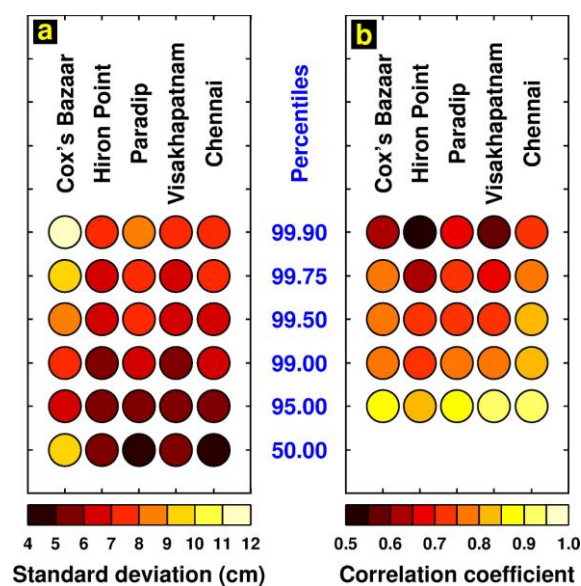 a
Cox's Bazaar
Hiron Point
Paradip
Visakhapatnam
Chennai
Percentiles
b
Cox's Bazaar
Hiron Point
Paradip
Visakhapatnam
Chennai
99.90
99.75
99.50
99.00
95.00
50.00
4 5 6 7 8 9 10 11 12
Standard deviation (cm)
0.5 0.6 0.7 0.8 0.9 1.0
Correlation coefficient